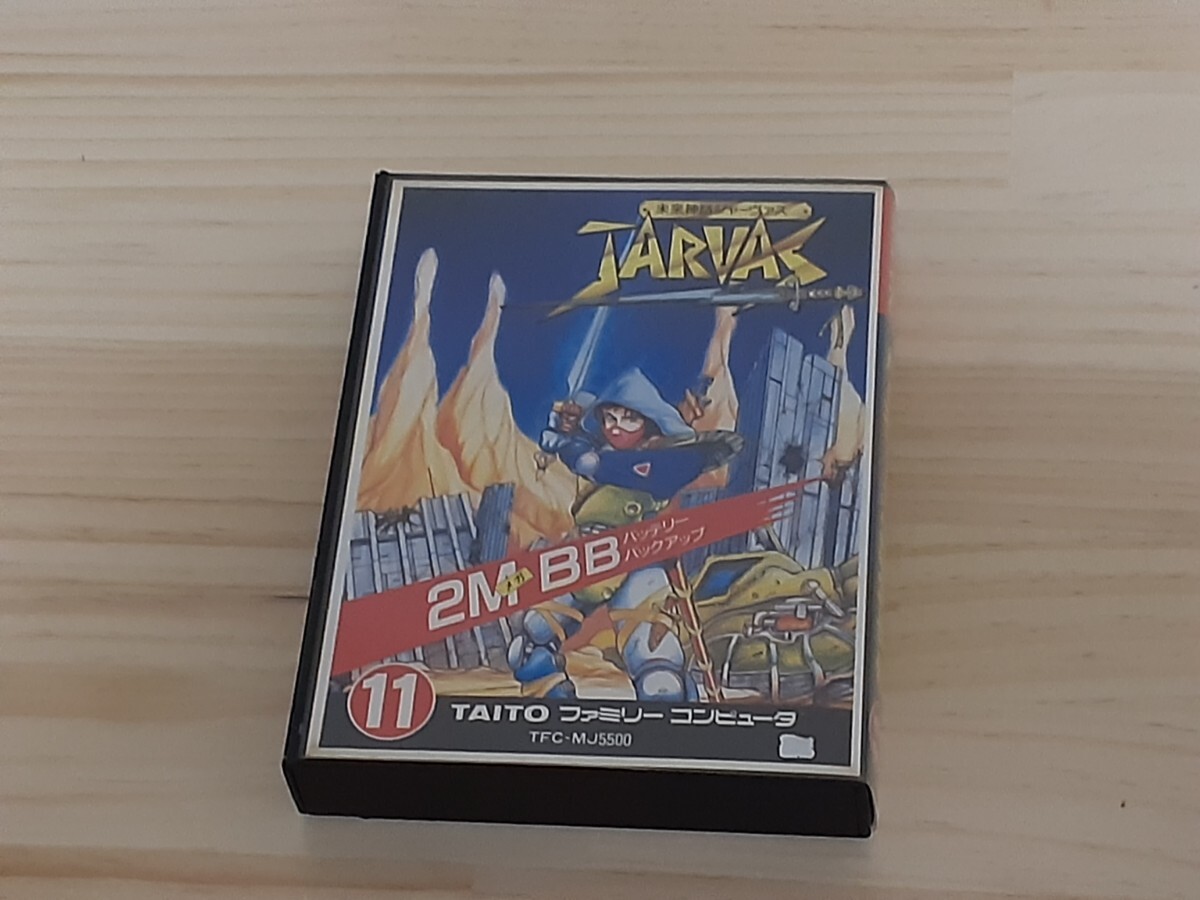 未来神話ジャーヴァス
JARVAS
2Mメガ BB バッテリー
バックアップ
11
TAITO ファミリーコンピュータ
TFC-MJ5500